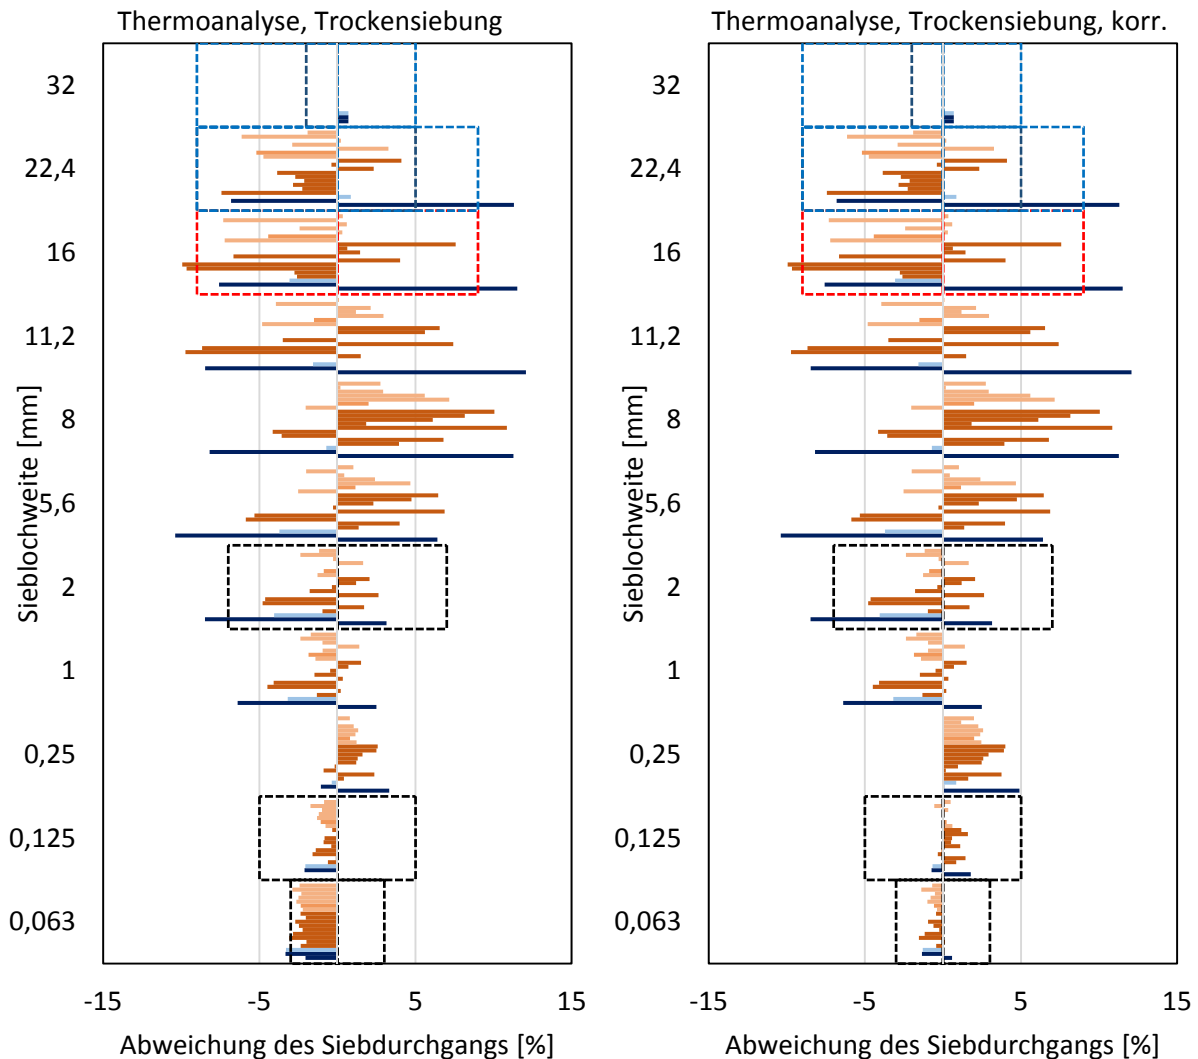 Thermoanalyse, Trockensiebung
Sieblochweite [mm]
32
22,4
16
11,2
8
5,6
2
1
0,25
0,125
0,063
-15 -5 5 15
Abweichung des Siebdurchgangs [%]
Thermoanalyse, Trockensiebung, korr.
Sieblochweite [mm]
32
22,4
16
11,2
8
5,6
2
1
0,25
0,125
0,063
-15 -5 5 15
Abweichung des Siebdurchgangs [%]